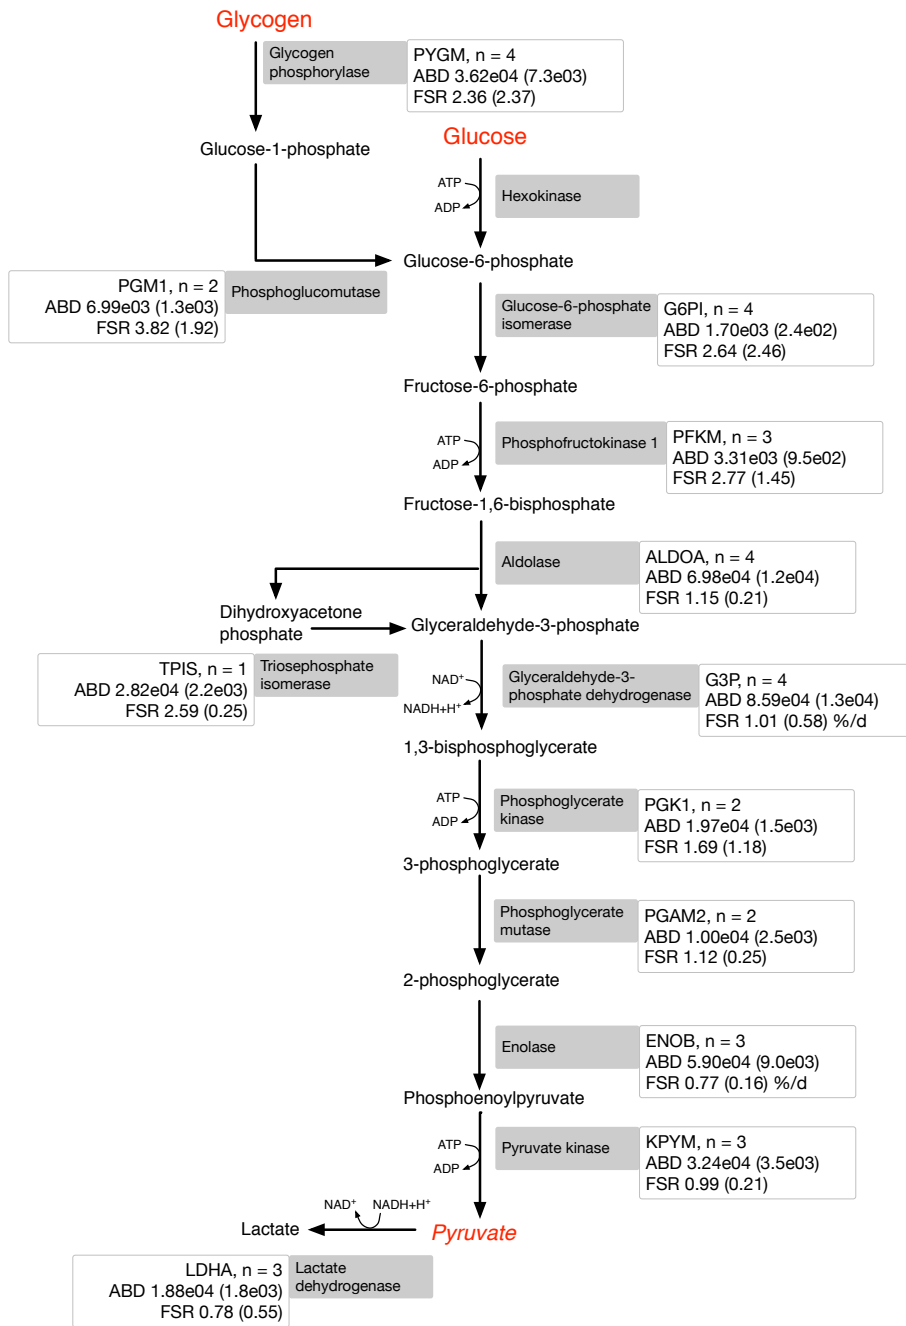 Glycogen
Glycogen
phosphorylase
PYGM, n = 4
ABD 3.62e04 (7.3e03)
FSR 2.36 (2.37)
Glucose-1-phosphate
Glucose
ATP
ADP
Hexokinase
Glucose-6-phosphate
PGM1, n = 2
ABD 6.99e03 (1.3e03)
FSR 3.82 (1.92)
Phosphoglucomutase
Glucose-6-phosphate
isomerase
G6PI, n = 4
ABD 1.70e03 (2.4e02)
FSR 2.64 (2.46)
Fructose-6-phosphate
ATP
ADP
Phosphofructokinase 1
PFKM, n = 3
ABD 3.31e03 (9.5e02)
FSR 2.77 (1.45)
Fructose-1,6-bisphosphate
Aldolase
ALDOA, n = 4
ABD 6.98e04 (1.2e04)
FSR 1.15 (0.21)
Dihydroxyacetone
phosphate
Glyceraldehyde-3-phosphate
TPIS, n = 1
ABD 2.82e04 (2.2e03)
FSR 2.59 (0.25)
Triosephosphate
isomerase
NAD⁺
NADH+H⁺
Glyceraldehyde-3-
phosphate dehydrogenase
G3P, n = 4
ABD 8.59e04 (1.3e04)
FSR 1.01 (0.58) %/d
1,3-bisphosphoglycerate
ATP
ADP
Phosphoglycerate
kinase
PGK1, n = 2
ABD 1.97e04 (1.5e03)
FSR 1.69 (1.18)
3-phosphoglycerate
Phosphoglycerate
mutase
PGAM2, n = 2
ABD 1.00e04 (2.5e03)
FSR 1.12 (0.25)
2-phosphoglycerate
Enolase
ENOB, n = 3
ABD 5.90e04 (9.0e03)
FSR 0.77 (0.16) %/d
Phosphoenoylpyruvate
ATP
ADP
Pyruvate kinase
KPYM, n = 3
ABD 3.24e04 (3.5e03)
FSR 0.99 (0.21)
NAD⁺
NADH+H⁺
Lactate
Pyruvate
LDHA, n = 3
ABD 1.88e04 (1.8e03)
FSR 0.78 (0.55)
Lactate
dehydrogenase